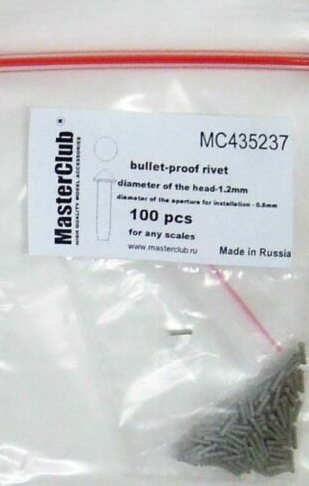 MasterClub®
HIGH QUALITY MODEL ACCESSORIES
MC435237
bullet-proof rivet
diameter of the head-1.2mm
diameter of the aperture for installation - 0.8mm
100 pcs
for any scales
www.masterclub.ru
Made in Russia